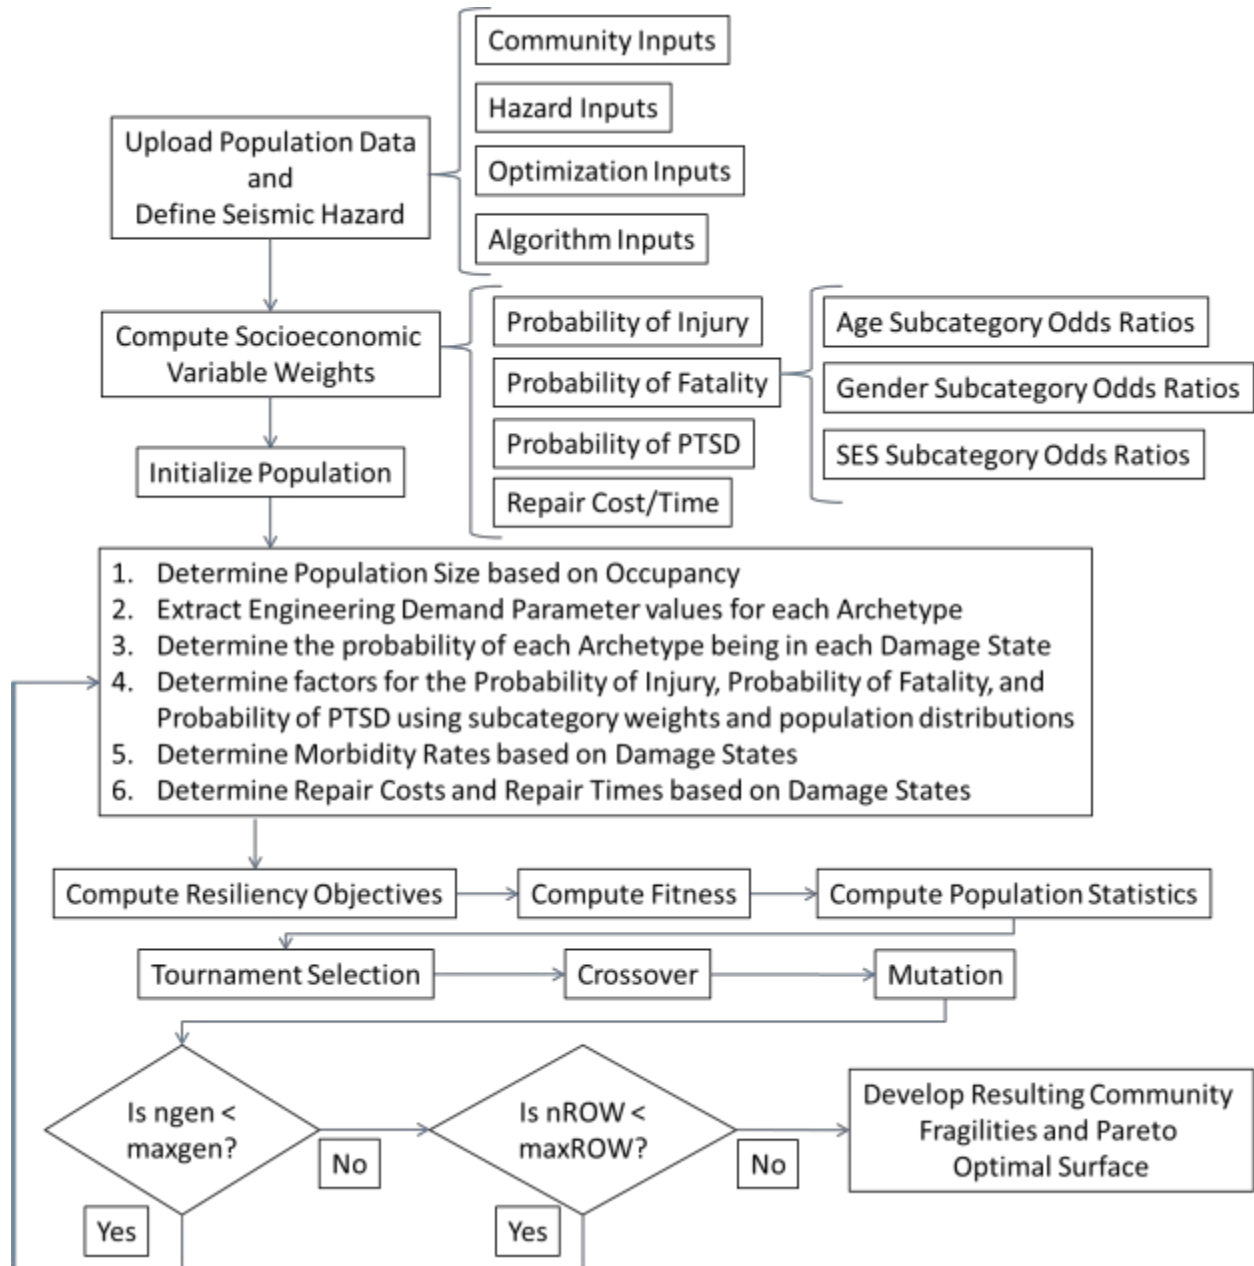 Community Inputs
Hazard Inputs
Upload Population Data
and
Define Seismic Hazard
Optimization Inputs
Algorithm Inputs
Compute Socioeconomic
Variable Weights
Probability of Injury
Probability of Fatality
Probability of PTSD
Repair Cost/Time
Age Subcategory Odds Ratios
Gender Subcategory Odds Ratios
SES Subcategory Odds Ratios
Initialize Population
1. Determine Population Size based on Occupancy
2. Extract Engineering Demand Parameter values for each Archetype
3. Determine the probability of each Archetype being in each Damage State
4. Determine factors for the Probability of Injury, Probability of Fatality, and
Probability of PTSD using subcategory weights and population distributions
5. Determine Morbidity Rates based on Damage States
6. Determine Repair Costs and Repair Times based on Damage States
Compute Resiliency Objectives
Compute Fitness
Compute Population Statistics
Tournament Selection
Crossover
Mutation
Is ngen <
maxgen?
No
Yes
Is nROW <
maxROW?
No
Yes
Develop Resulting Community
Fragilities and Pareto
Optimal Surface